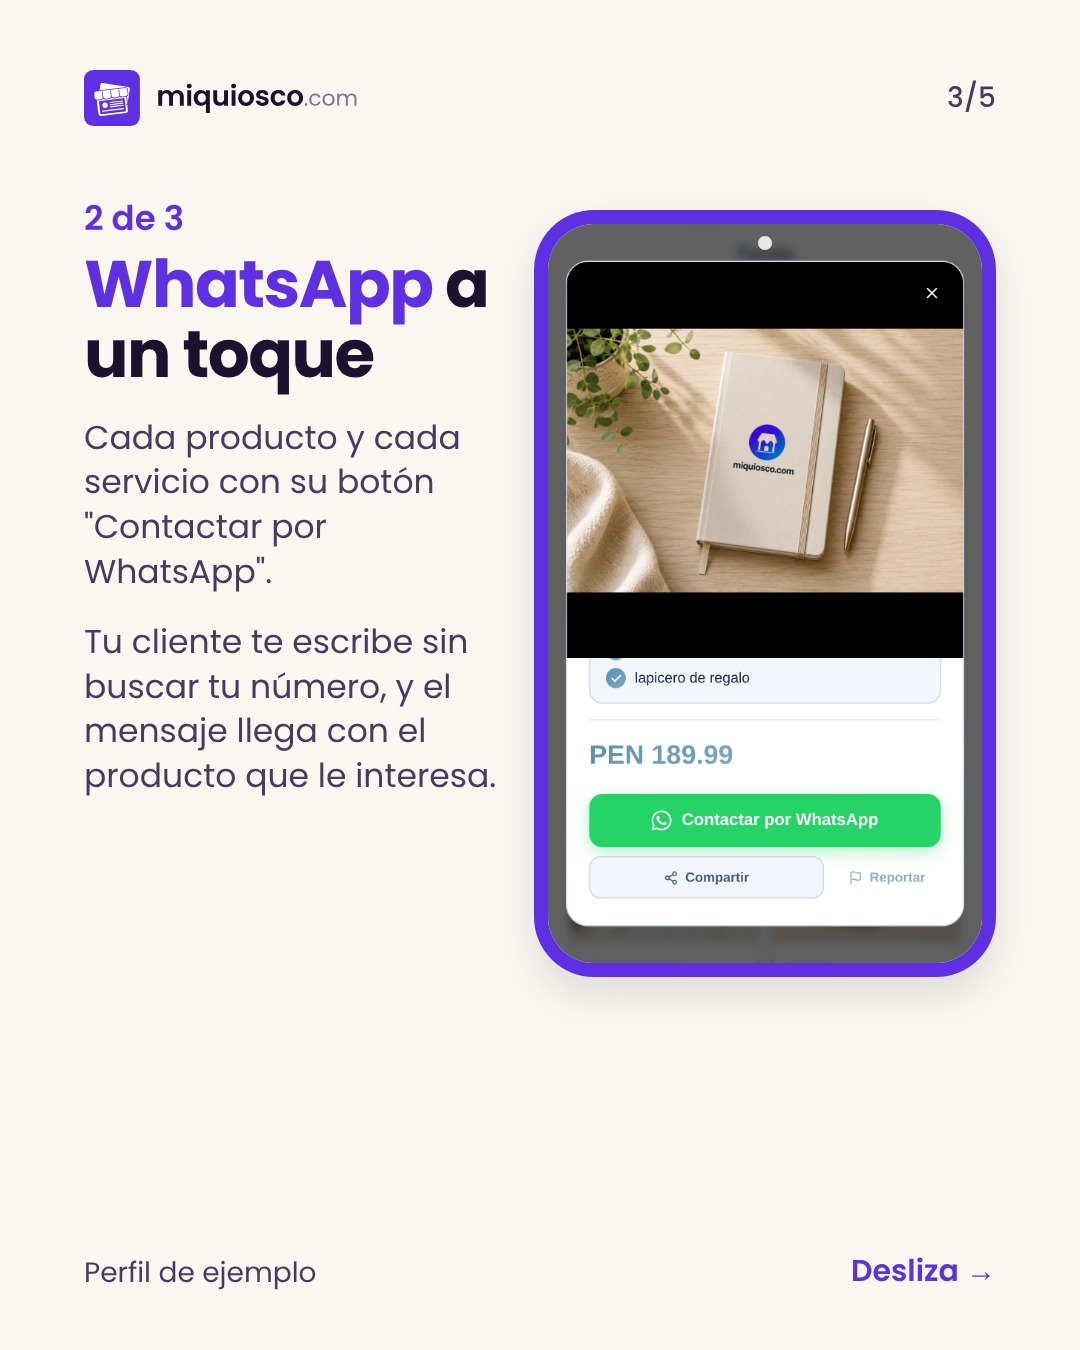 miquiosco.com
3/5
2 de 3
WhatsApp a
un toque
Cada producto y cada
servicio con su botón
"Contactar por
WhatsApp".
Tu cliente te escribe sin
buscar tu número, y el
mensaje llega con el
producto que le interesa.
miquiosco.com
lapicero de regalo
PEN 189.99
Contactar por WhatsApp
Compartir
Reportar
Perfil de ejemplo
Desliza →